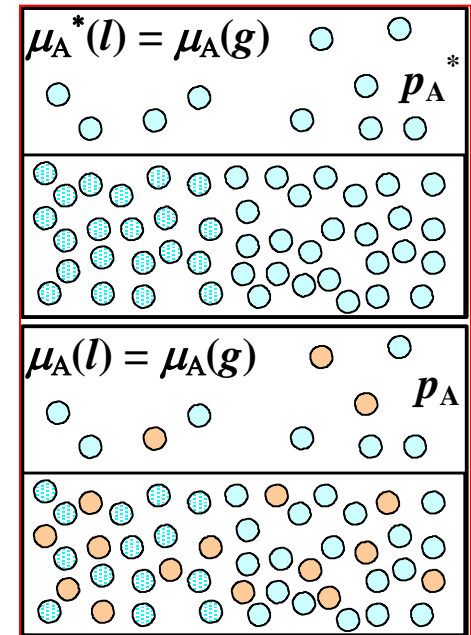 μA*(l) = μA(g)
pA*
μA(l) = μA(g)
pA